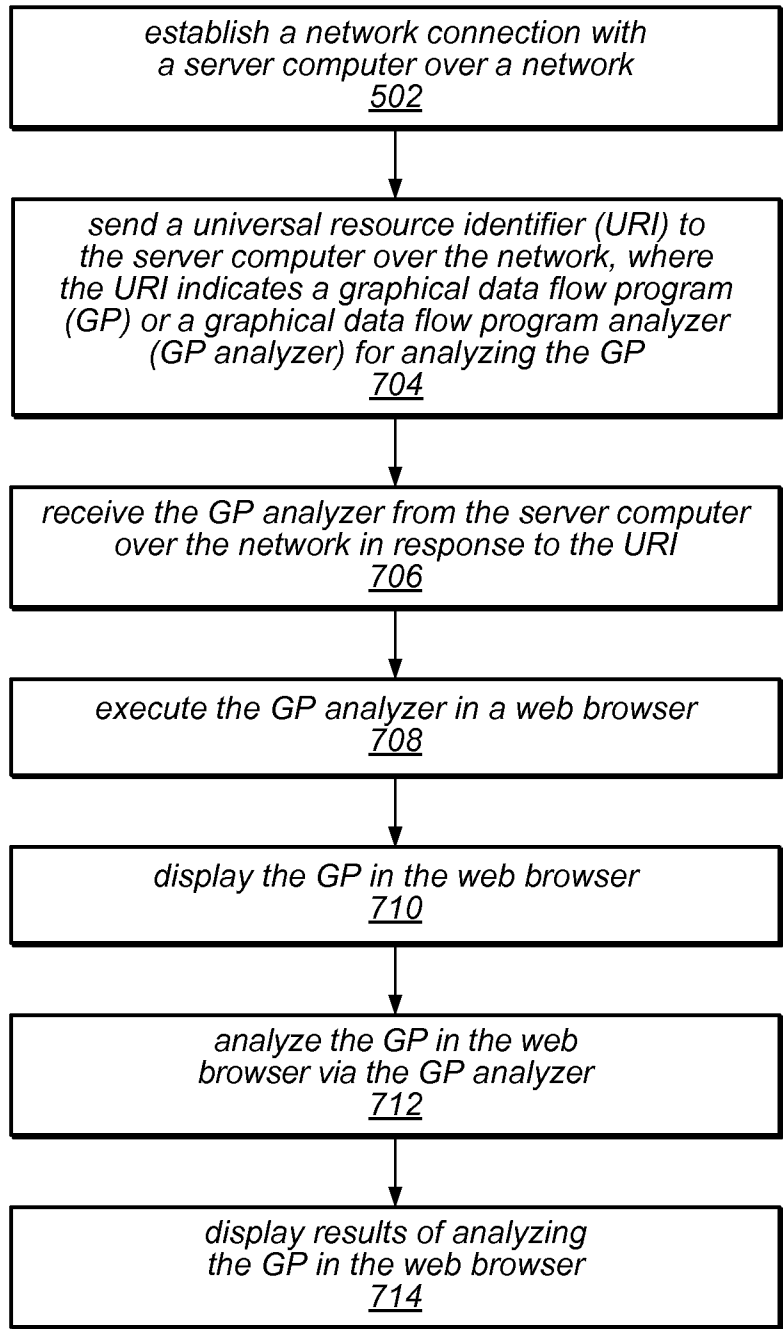 establish a network connection with
a server computer over a network
502
send a universal resource identifier (URI) to
the server computer over the network, where
the URI indicates a graphical data flow program
(GP) or a graphical data flow program analyzer
(GP analyzer) for analyzing the GP
704
receive the GP analyzer from the server computer
over the network in response to the URI
706
execute the GP analyzer in a web browser
708
display the GP in the web browser
710
analyze the GP in the web
browser via the GP analyzer
712
display results of analyzing
the GP in the web browser
714